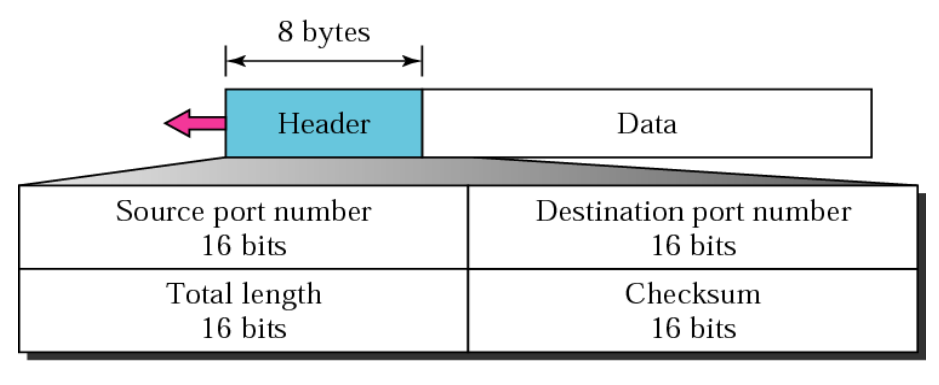 8 bytes
Header
Data
Source port number
16 bits
Destination port number
16 bits
Total length
16 bits
Checksum
16 bits